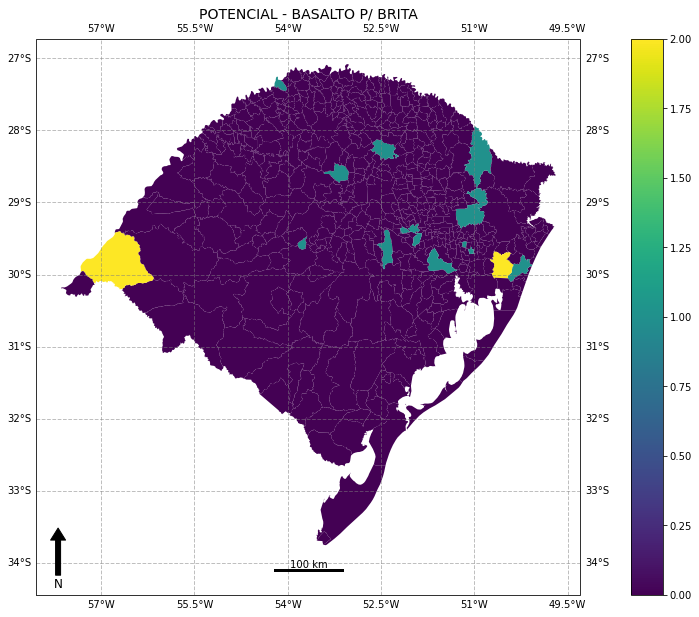 POTENCIAL - BASALTO P/ BRITA
57°W 55.5°W 54°W 52.5°W 51°W 49.5°W
27°S 27°S
28°S 28°S
29°S 29°S
30°S 30°S
31°S 31°S
32°S 32°S
33°S 33°S
34°S 34°S
100 km
N
57°W 55.5°W 54°W 52.5°W 51°W 49.5°W
2.00
1.75
1.50
1.25
1.00
0.75
0.50
0.25
0.00